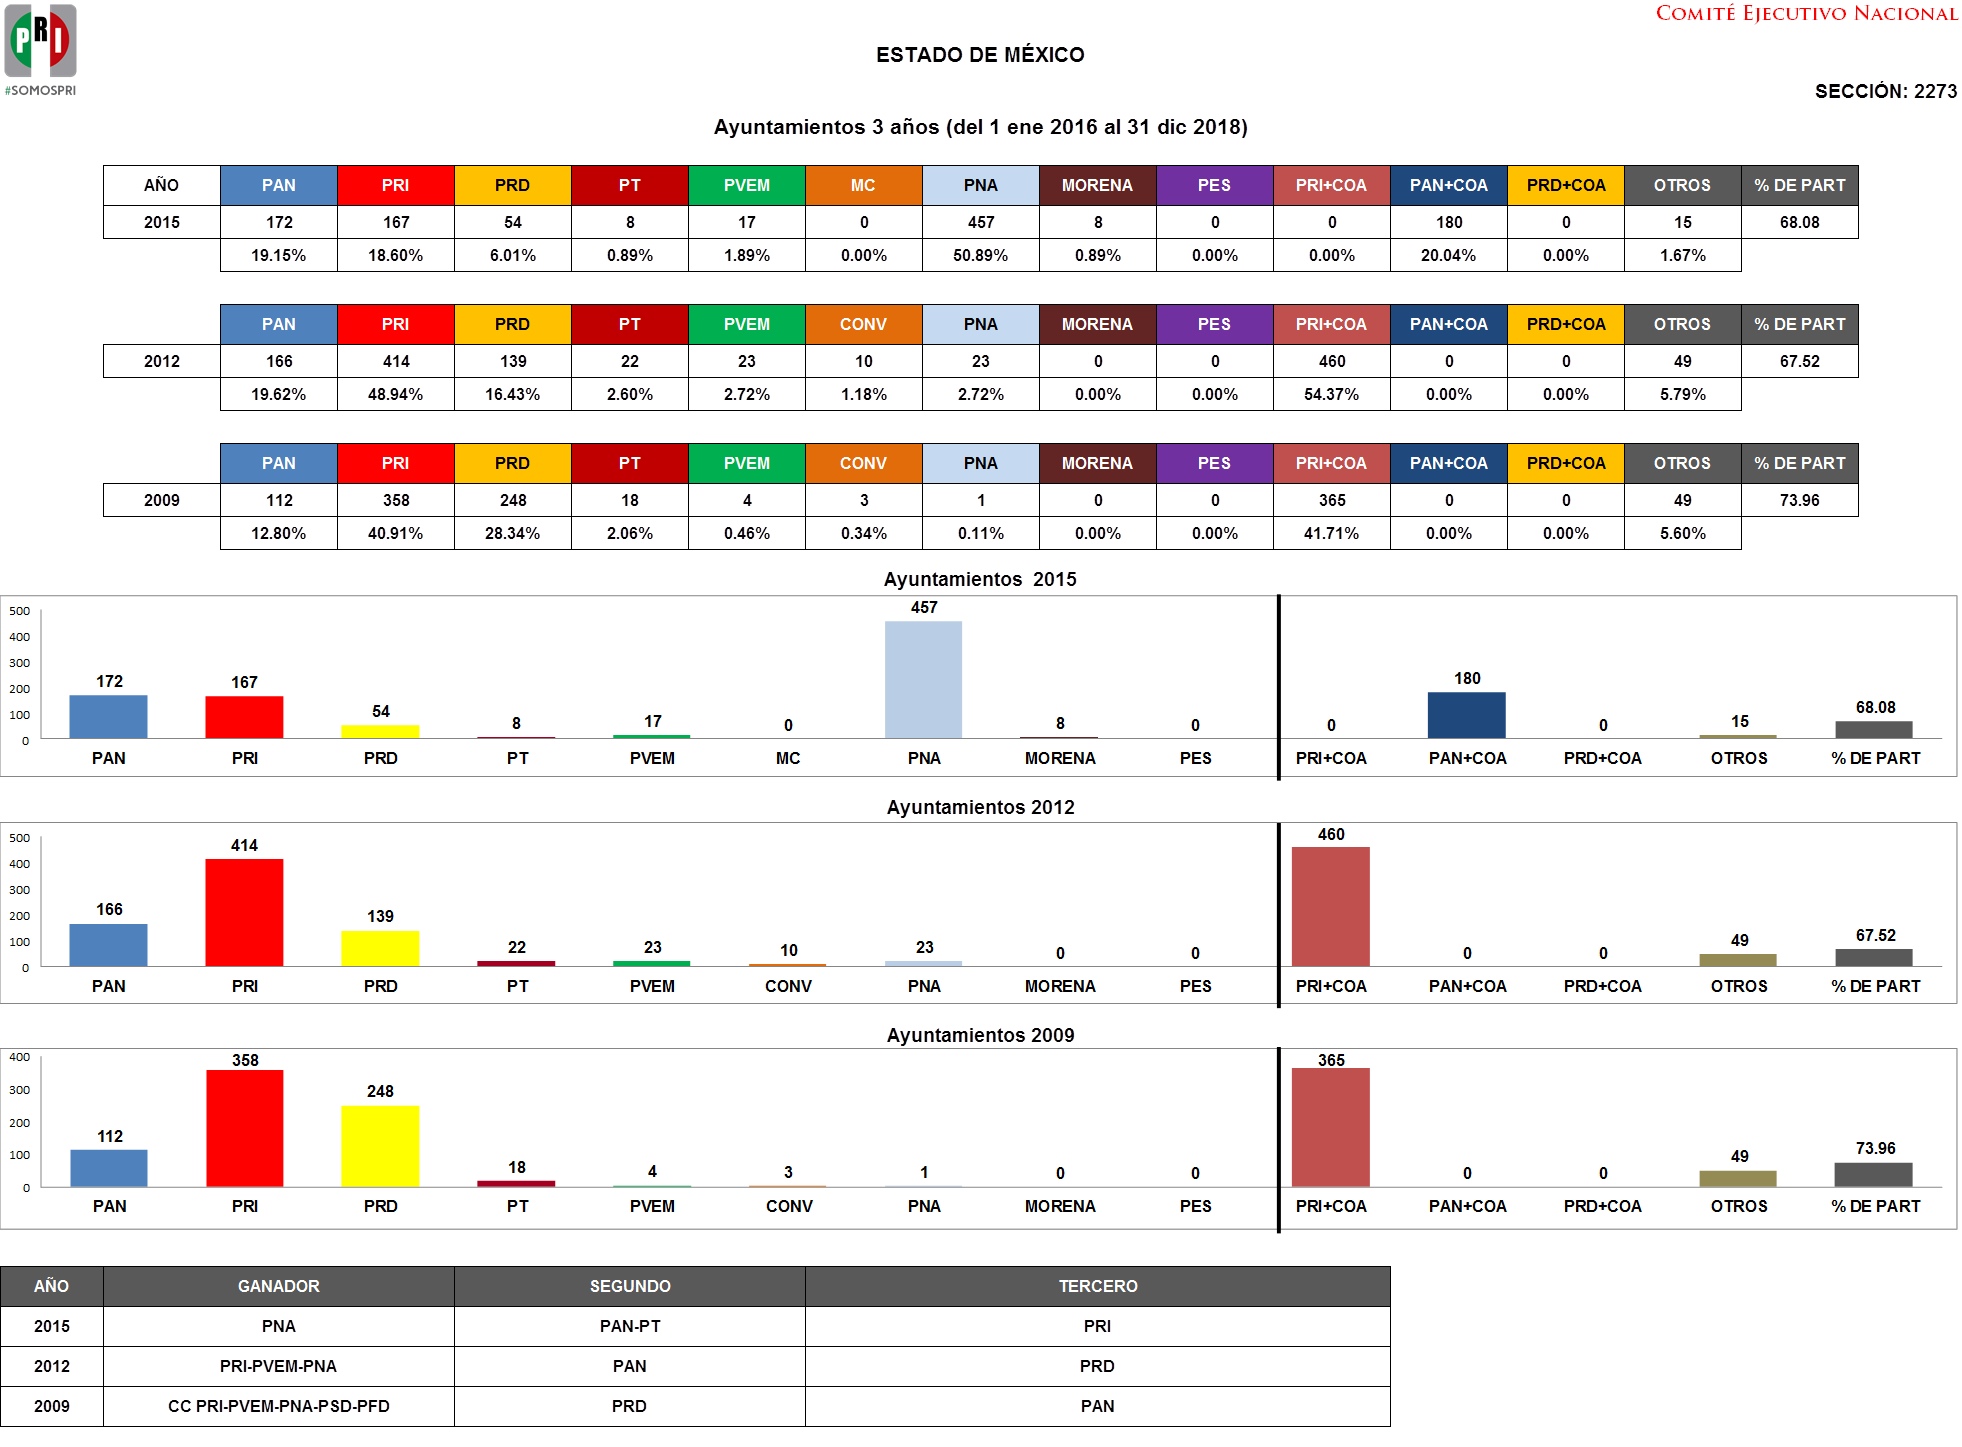 PRI
#SOMOSPRI
COMITÉ EJECUTIVO NACIONAL
ESTADO DE MÉXICO
SECCIÓN: 2273
Ayuntamientos 3 años (del 1 ene 2016 al 31 dic 2018)
AÑO PAN PRI PRD PT PVEM MC PNA MORENA PES PRI+COA PAN+COA PRD+COA OTROS % DE PART
2015 172 167 54 8 17 0 457 8 0 0 180 0 15 68.08
19.15% 18.60% 6.01% 0.89% 1.89% 0.00% 50.89% 0.89% 0.00% 0.00% 20.04% 0.00% 1.67%
PAN PRI PRD PT PVEM CONV PNA MORENA PES PRI+COA PAN+COA PRD+COA OTROS % DE PART
2012 166 414 139 22 23 10 23 0 0 460 0 0 49 67.52
19.62% 48.94% 16.43% 2.60% 2.72% 1.18% 2.72% 0.00% 0.00% 54.37% 0.00% 0.00% 5.79%
PAN PRI PRD PT PVEM CONV PNA MORENA PES PRI+COA PAN+COA PRD+COA OTROS % DE PART
2009 112 358 248 18 4 3 1 0 0 365 0 0 49 73.96
12.80% 40.91% 28.34% 2.06% 0.46% 0.34% 0.11% 0.00% 0.00% 41.71% 0.00% 0.00% 5.60%
Ayuntamientos 2015
500
400
300
200
100
0
172 167 54 8 17 0 457 8 0 0 180 0 15 68.08
PAN PRI PRD PT PVEM MC PNA MORENA PES PRI+COA PAN+COA PRD+COA OTROS % DE PART
Ayuntamientos 2012
500
400
300
200
100
0
166 414 139 22 23 10 23 0 0 460 0 0 49 67.52
PAN PRI PRD PT PVEM CONV PNA MORENA PES PRI+COA PAN+COA PRD+COA OTROS % DE PART
Ayuntamientos 2009
400
300
200
100
0
112 358 248 18 4 3 1 0 0 365 0 0 49 73.96
PAN PRI PRD PT PVEM CONV PNA MORENA PES PRI+COA PAN+COA PRD+COA OTROS % DE PART
AÑO GANADOR SEGUNDO TERCERO
2015 PNA PAN-PT PRI
2012 PRI-PVEM-PNA PAN PRD
2009 CC PRI-PVEM-PNA-PSD-PFD PRD PAN